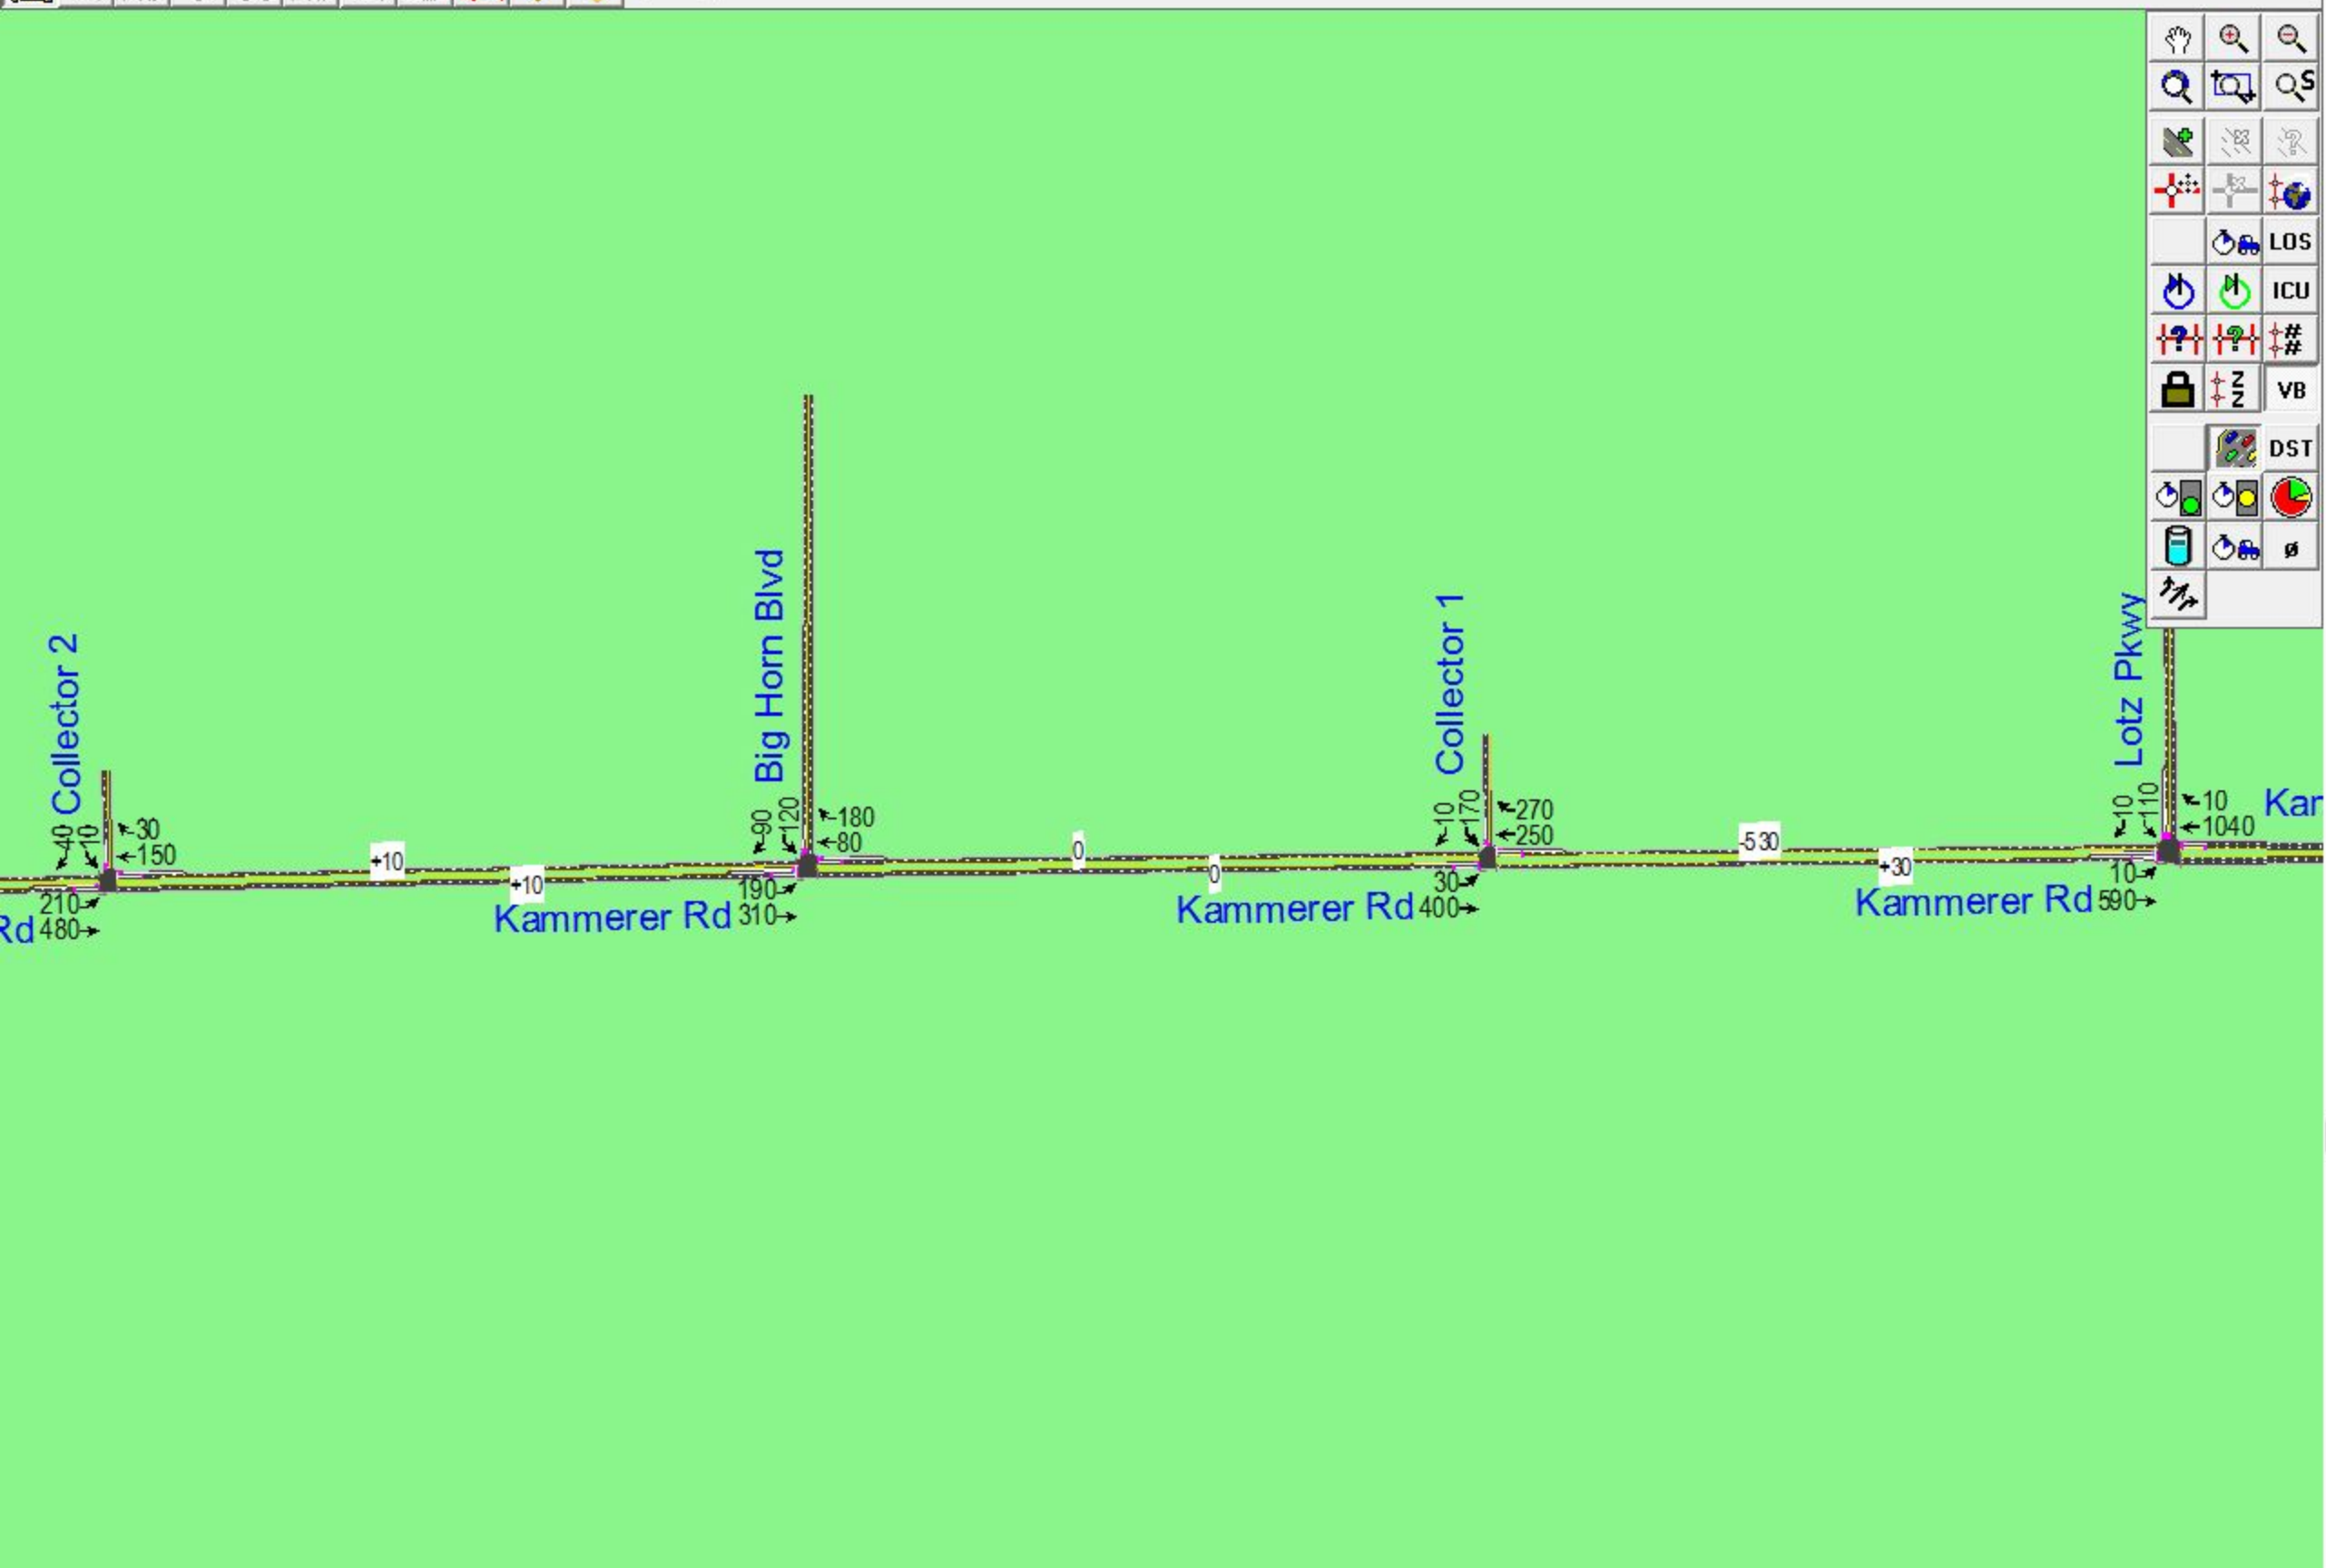 S
LOS
ICU
#
#
Z
Z
VB
DST
ø
Collector 2
40
10
30
150
210
480
Rd
+10
+10
Big Horn Blvd
90
120
180
80
190
310
Kammerer Rd
0
0
Collector 1
10
170
270
250
30
400
Kammerer Rd
-530
+30
Lotz Pkwy
10
110
10
1040
10
590
Kammerer Rd
Kar